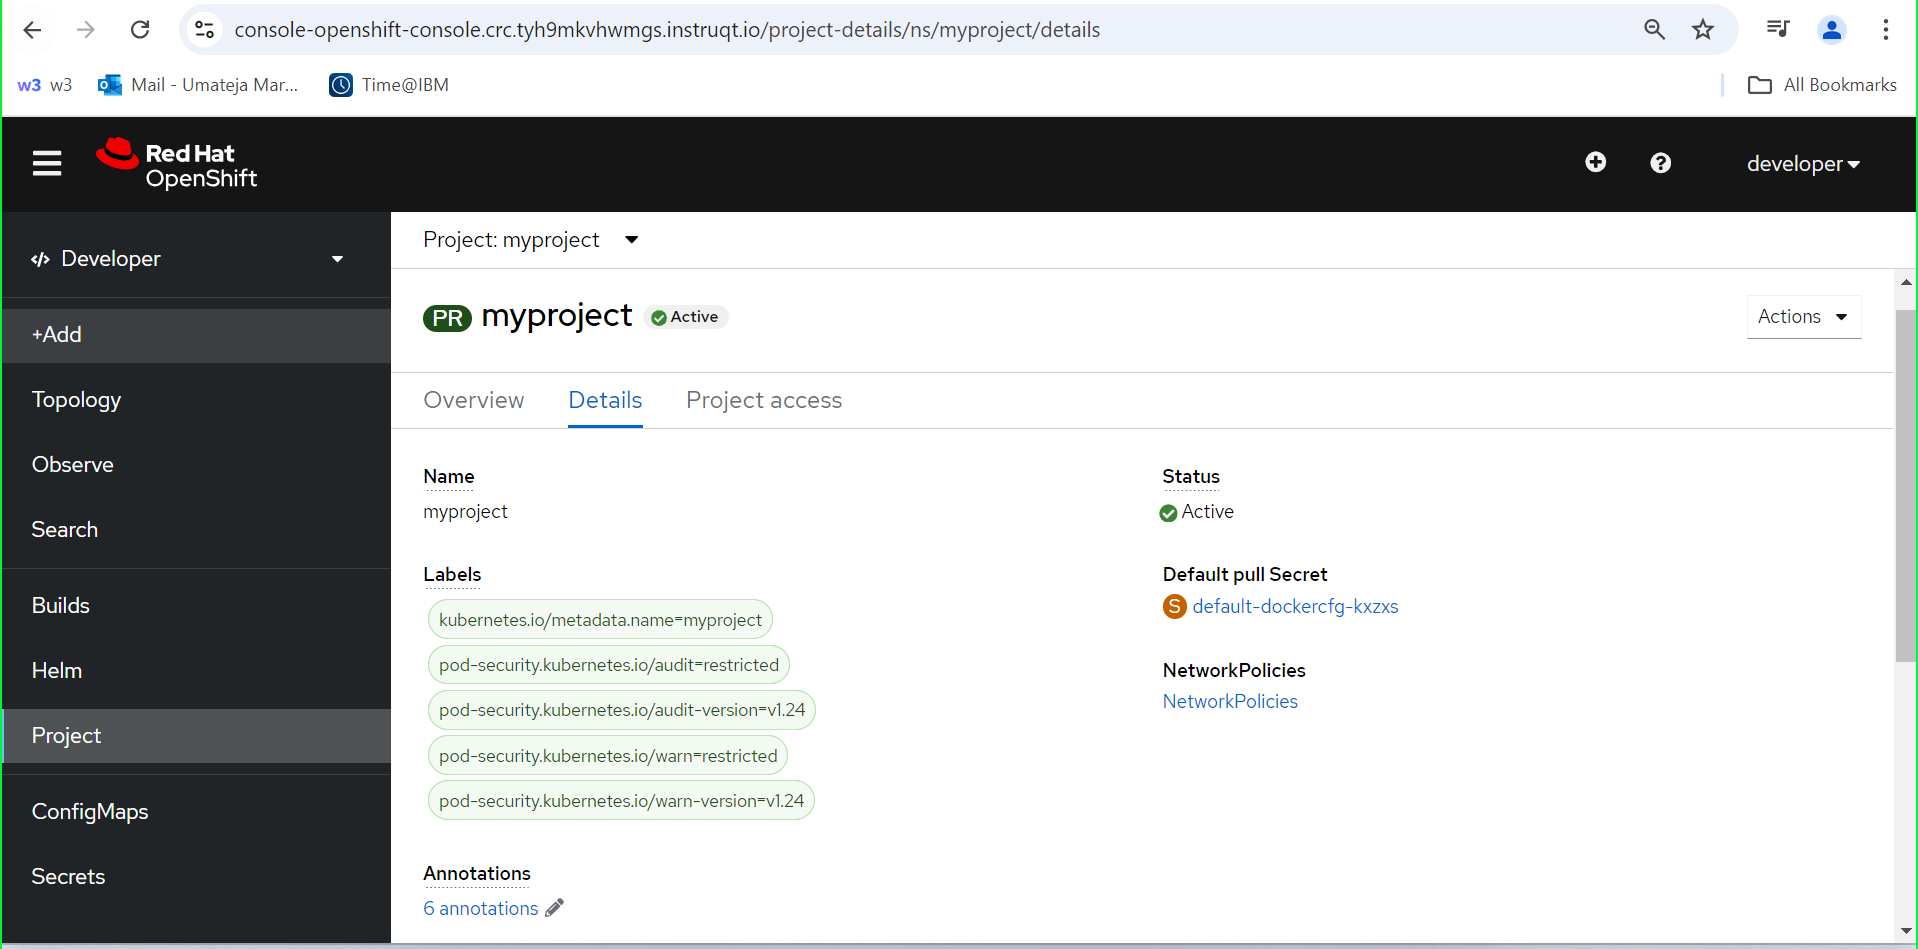 console-openshift-console.crc.tyh9mkvhwmgs.instruqt.io/project-details/ns/myproject/details
w3 w3 Mail - Umateja Mar... Time@IBM All Bookmarks
Red Hat
OpenShift
developer
Developer
+Add
Topology
Observe
Search
Builds
Helm
Project
ConfigMaps
Secrets
Project: myproject
PR myproject Active
Actions
Overview Details Project access
Name
myproject
Labels
kubernetes.io/metadata.name=myproject
pod-security.kubernetes.io/audit=restricted
pod-security.kubernetes.io/audit-version=v1.24
pod-security.kubernetes.io/warn=restricted
pod-security.kubernetes.io/warn-version=v1.24
Annotations
6 annotations
Status
Active
Default pull Secret
S default-dockercfg-kxzxs
NetworkPolicies
NetworkPolicies